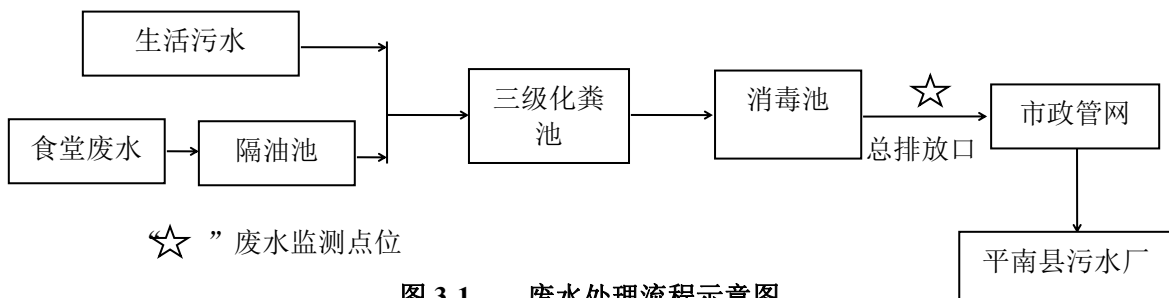 生活污水
食堂废水
隔油池
三级化粪
池
消毒池
总排放口
市政管网
平南县污水厂
“☆ ”废水监测点位
图 3.1 废水处理流程示意图